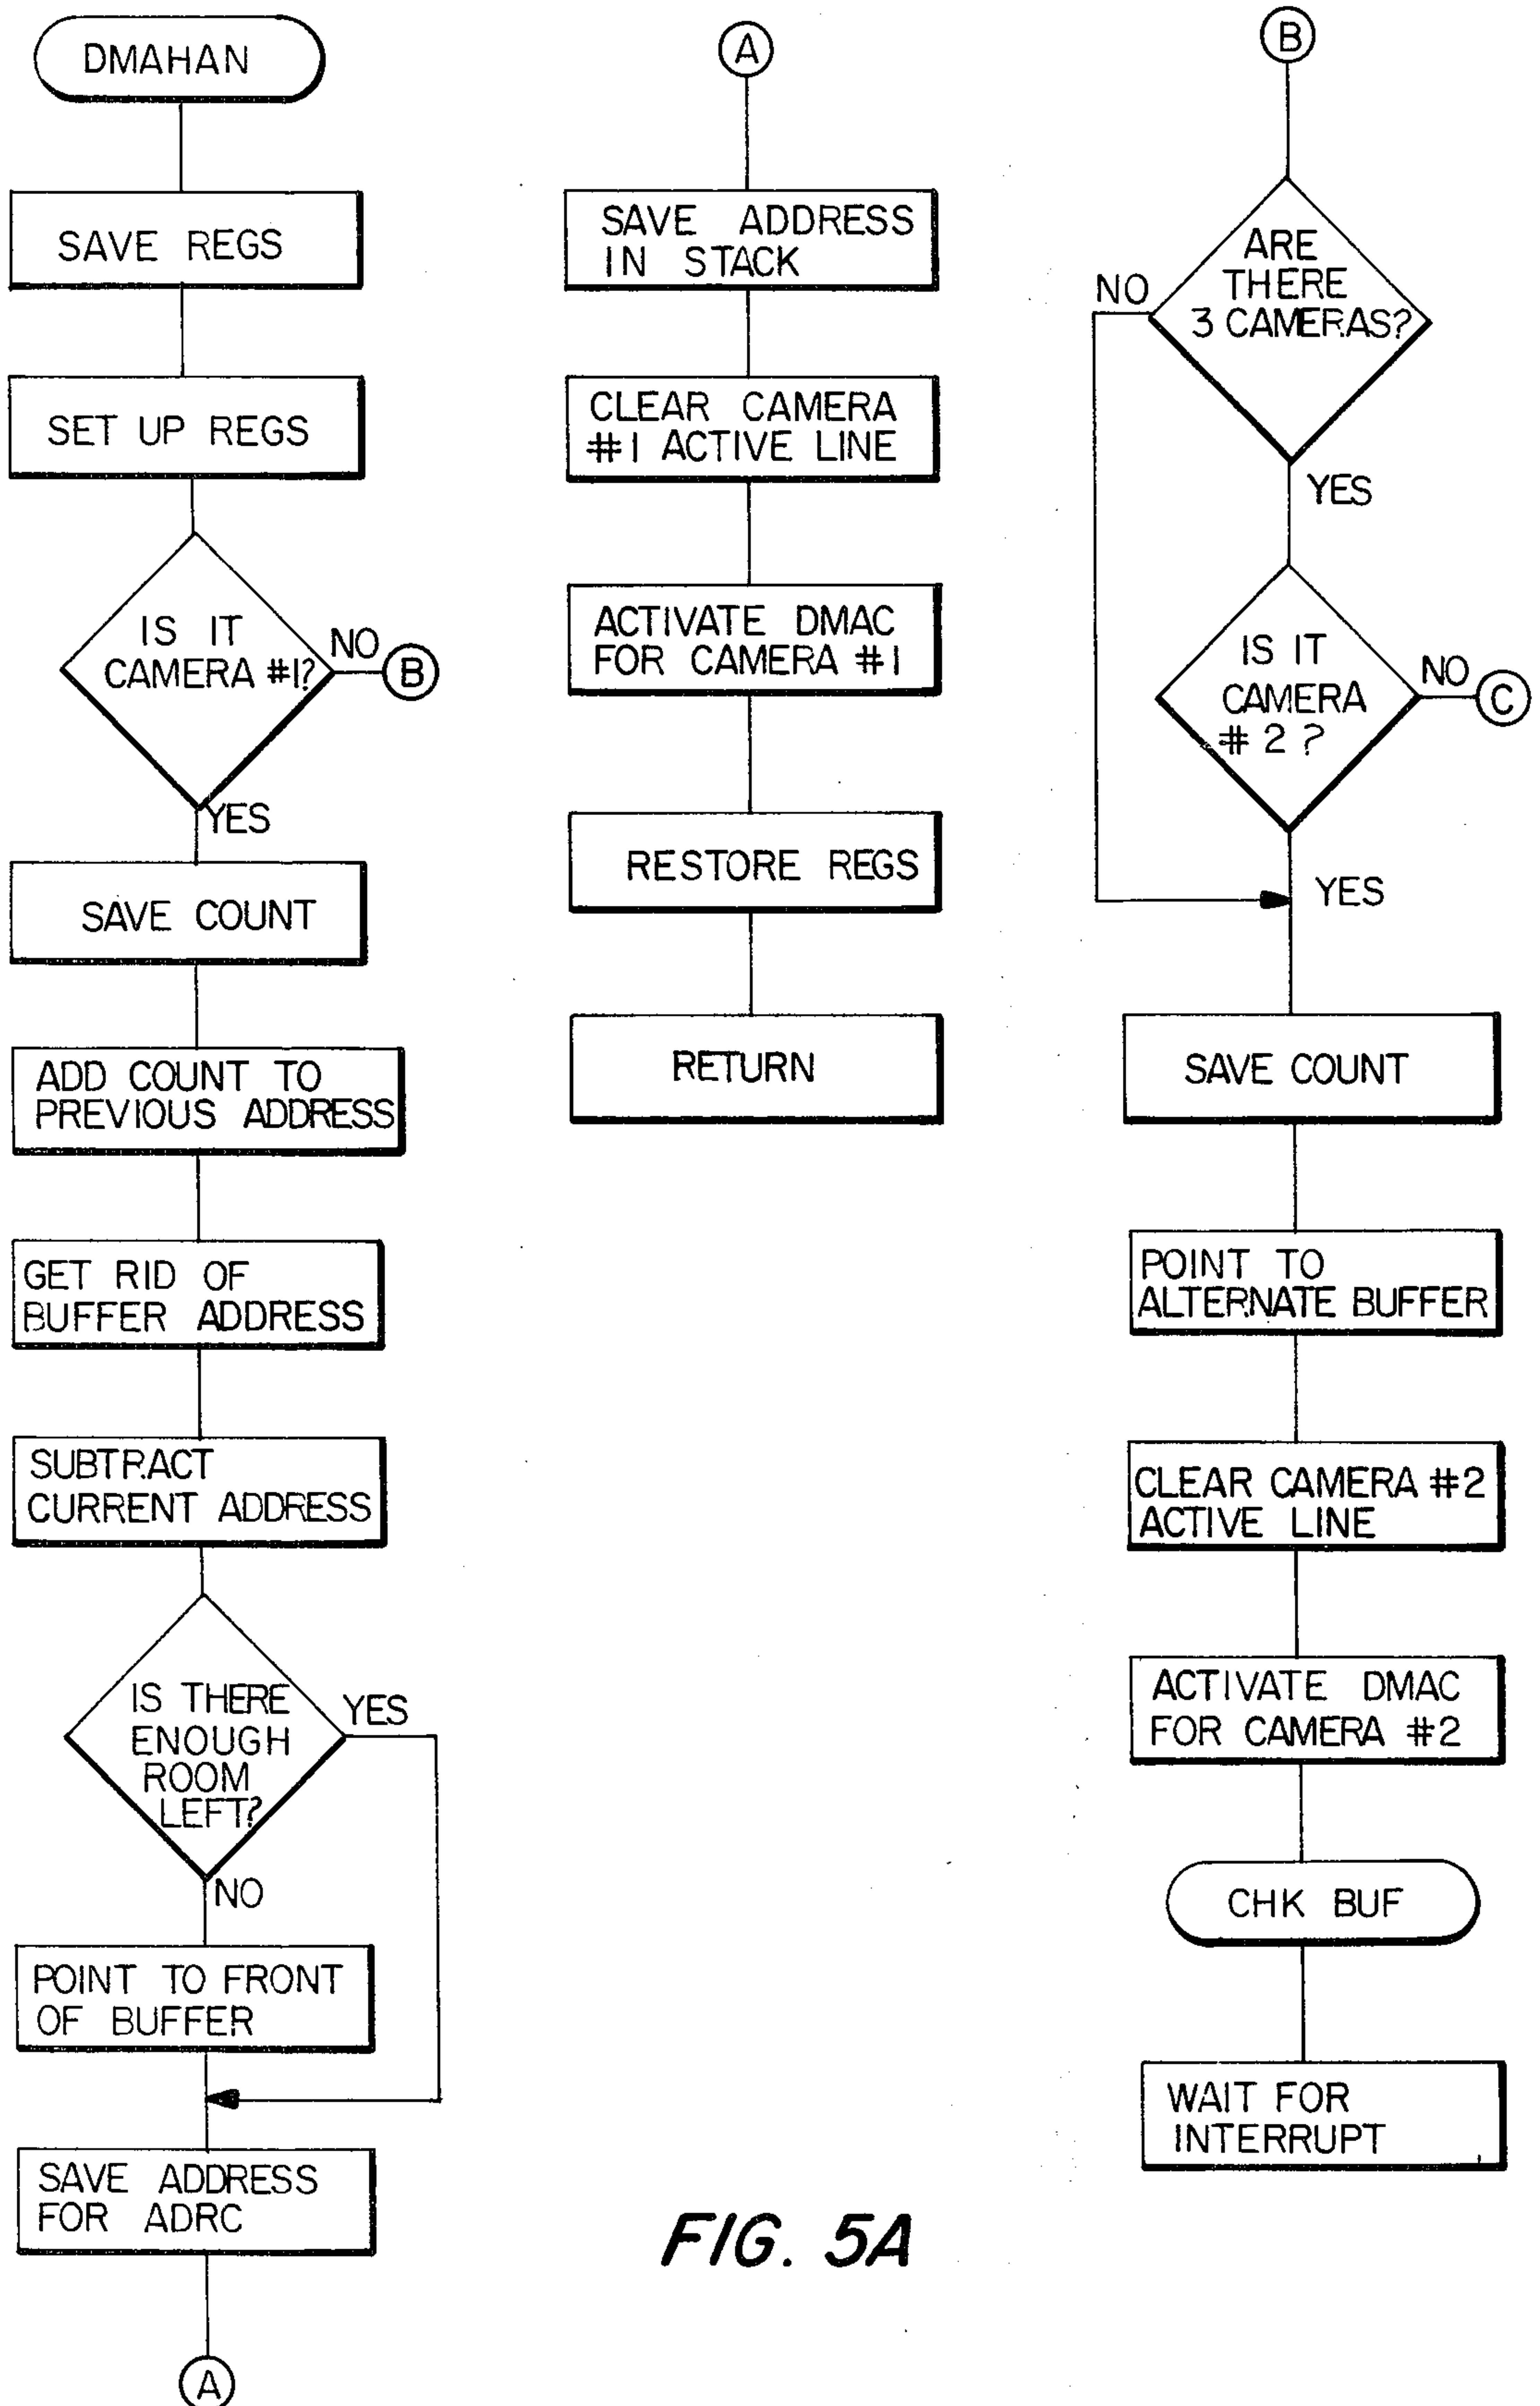 DMAHAN
SAVE REGS
SET UP REGS
IS IT
CAMERA #1?
NO
B
YES
SAVE COUNT
ADD COUNT TO
PREVIOUS ADDRESS
GET RID OF
BUFFER ADDRESS
SUBTRACT
CURRENT ADDRESS
IS THERE
ENOUGH
ROOM
LEFT?
YES
NO
POINT TO FRONT
OF BUFFER
SAVE ADDRESS
FOR ADRC
A
A
SAVE ADDRESS
IN STACK
CLEAR CAMERA
#1 ACTIVE LINE
ACTIVATE DMAC
FOR CAMERA #1
RESTORE REGS
RETURN
B
ARE
THERE
3 CAMERAS?
NO
YES
IS IT
CAMERA
#2?
NO
C
YES
SAVE COUNT
POINT TO
ALTERNATE BUFFER
CLEAR CAMERA #2
ACTIVE LINE
ACTIVATE DMAC
FOR CAMERA #2
CHK BUF
WAIT FOR
INTERRUPT
FIG. 5A